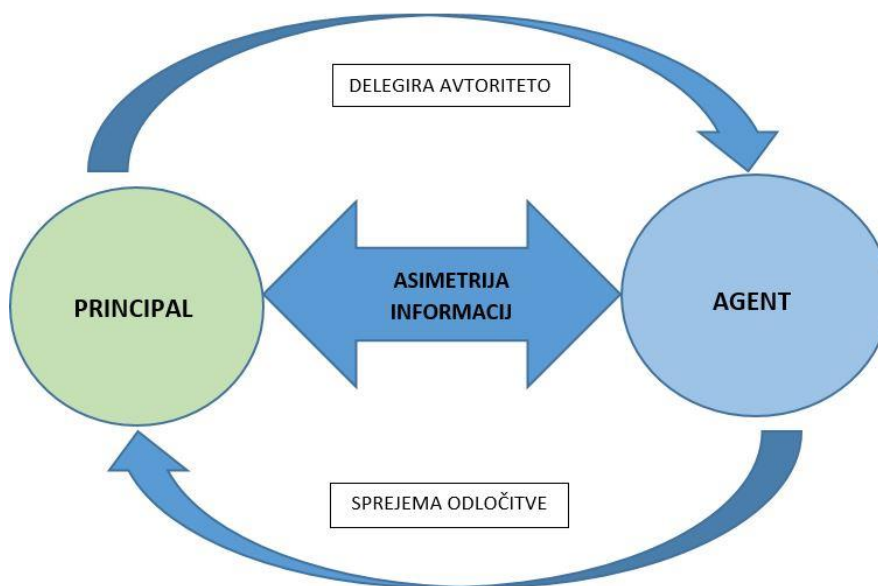 DELEGIRA AVTORITETO
PRINCIPAL
ASIMETRIJA
INFORMACIJ
AGENT
SPREJEMA ODLOČITVE